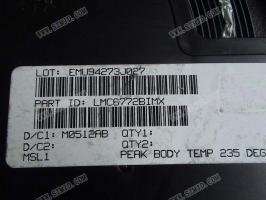 LOT: EMU94273J027
PART ID: LMC6772BIMX
D/C1: M0512AB QTY1:
D/C2: QTY2:
MSL1 PEAK BODY TEMP 235 DEG